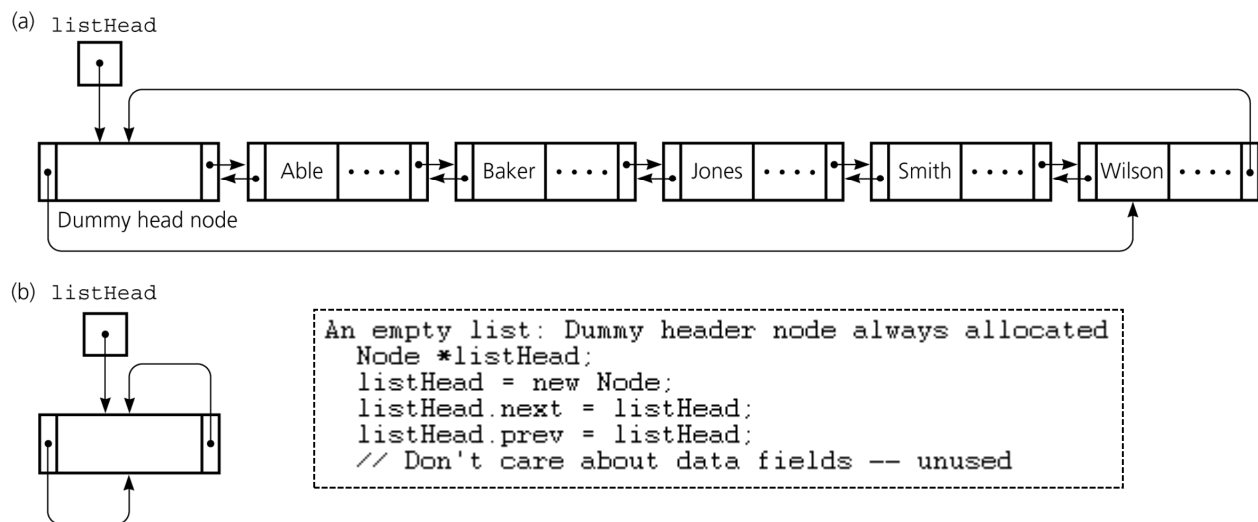 (a) listHead
Able •••• Baker •••• Jones •••• Smith •••• Wilson ••••
Dummy head node
(b) listHead
An empty list: Dummy header node always allocated
Node *listHead;
listHead = new Node;
listHead.next = listHead;
listHead.prev = listHead;
// Don't care about data fields -- unused